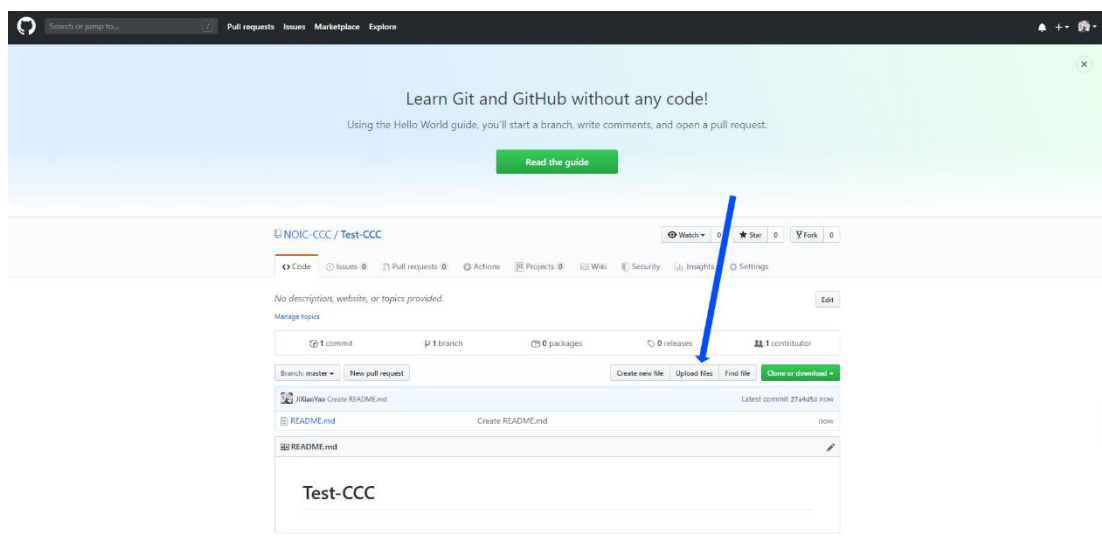 Search or jump to... / Pull requests Issues Marketplace Explore
Learn Git and GitHub without any code!
Using the Hello World guide, you'll start a branch, write comments, and open a pull request.
Read the guide
NOIC-CCC / Test-CCC Watch 0 Star 0 Fork 0
Code Issues 0 Pull requests 0 Actions Projects 0 Wiki Security Insights Settings
No description, website, or topics provided. Edit
Manage topics
1 commit 1 branch 0 packages 0 releases 1 contributor
Branch: master New pull request Create new file Upload files Find file Clone or download
JiXiaoYao Create README.md Latest commit 27a4d5d now
README.md Create README.md now
README.md
Test-CCC